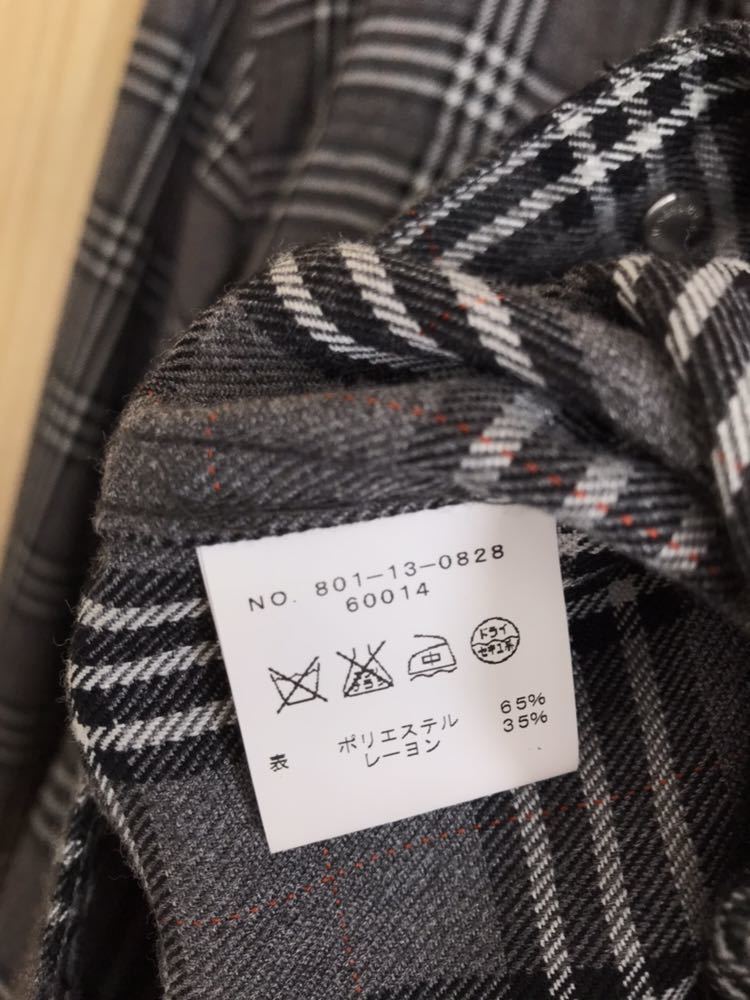 NO. 801-13-0828
60014
中
ドライ
セキユ系
表 ポリエステル 65%
レーヨン 35%